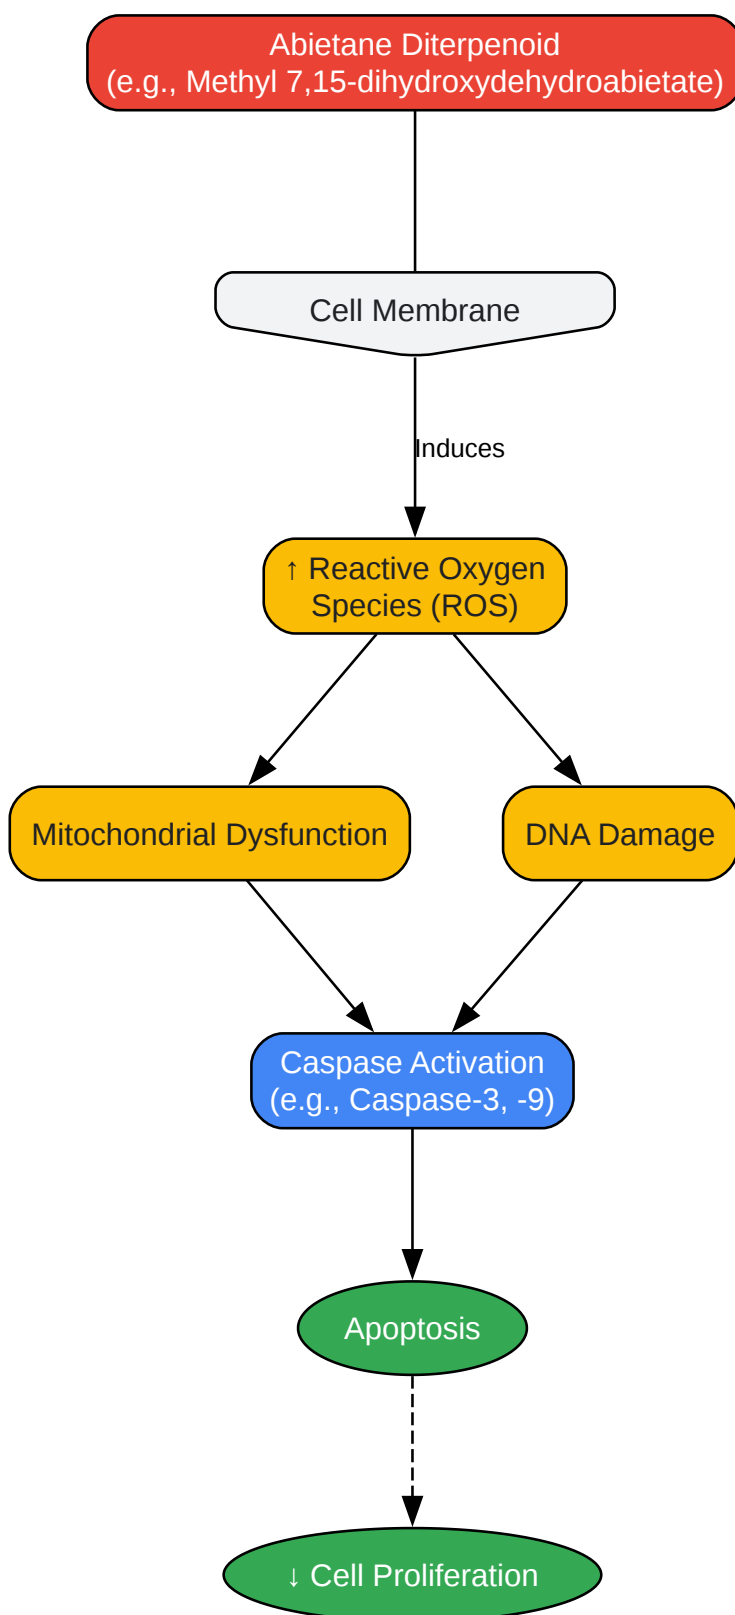 Abietane Diterpenoid
(e.g., Methyl 7,15-dihydroxydehydroabietate)
Cell Membrane
Induces
↑ Reactive Oxygen
Species (ROS)
Mitochondrial Dysfunction
DNA Damage
Caspase Activation
(e.g., Caspase-3, -9)
Apoptosis
↓ Cell Proliferation